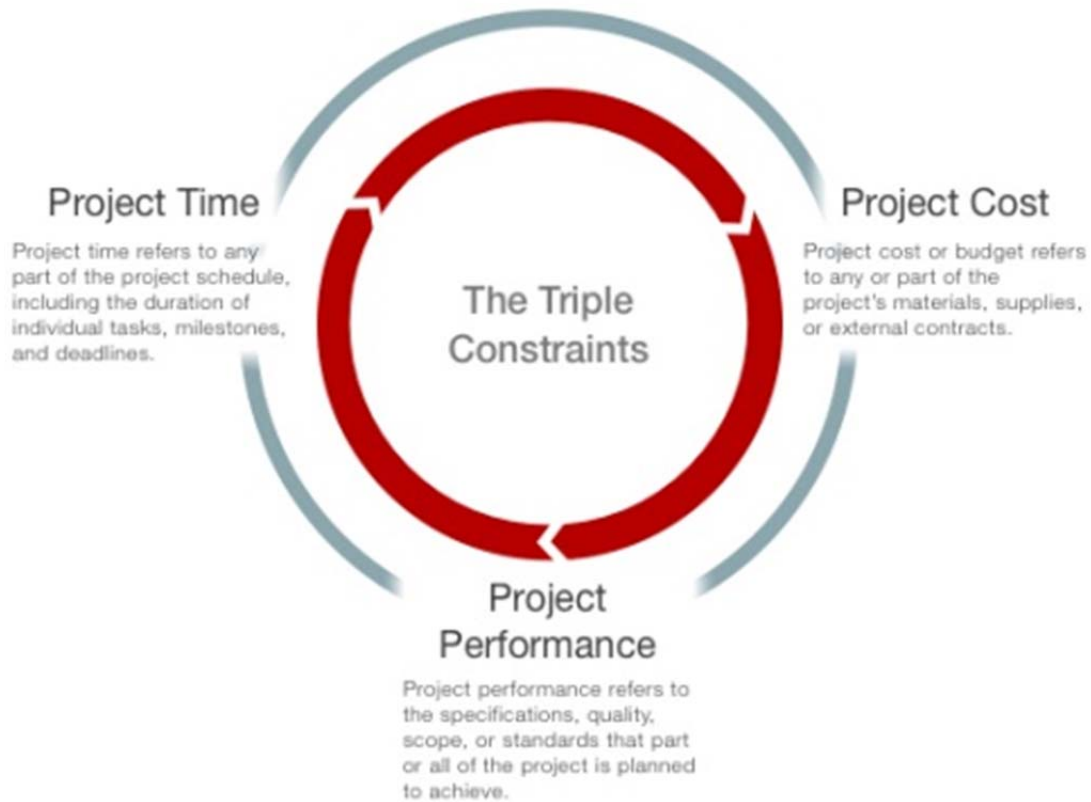 Project Time
Project time refers to any
part of the project schedule,
including the duration of
individual tasks, milestones,
and deadlines.
The Triple
Constraints
Project Cost
Project cost or budget refers
to any or part of the
project's materials, supplies,
or external contracts.
Project
Performance
Project performance refers to
the specifications, quality,
scope, or standards that part
or all of the project is planned
to achieve.